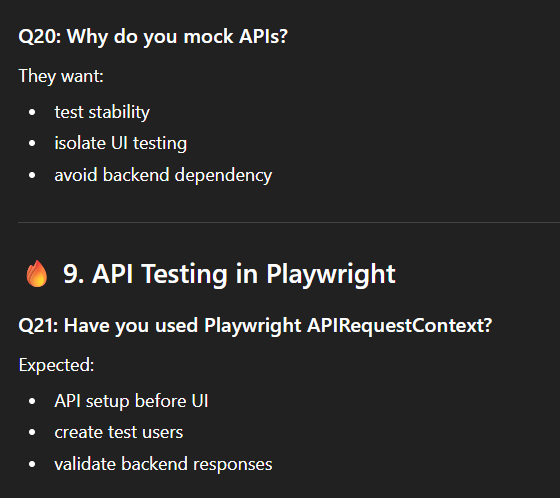 Q20: Why do you mock APIs?
They want:
• test stability
• isolate UI testing
• avoid backend dependency
🔥 9. API Testing in Playwright
Q21: Have you used Playwright APIRequestContext?
Expected:
• API setup before UI
• create test users
• validate backend responses